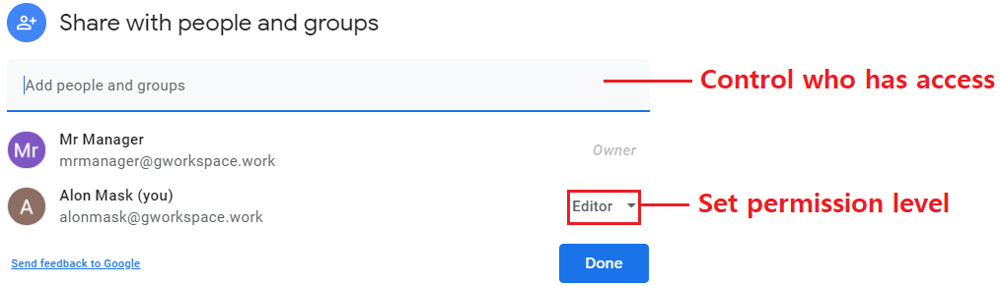 Share with people and groups
Add people and groups
Control who has access
Mr
Mr Manager
mrmanager@gworkspace.work
Owner
A
Alon Mask (you)
alonmask@gworkspace.work
Editor
Set permission level
Send feedback to Google
Done